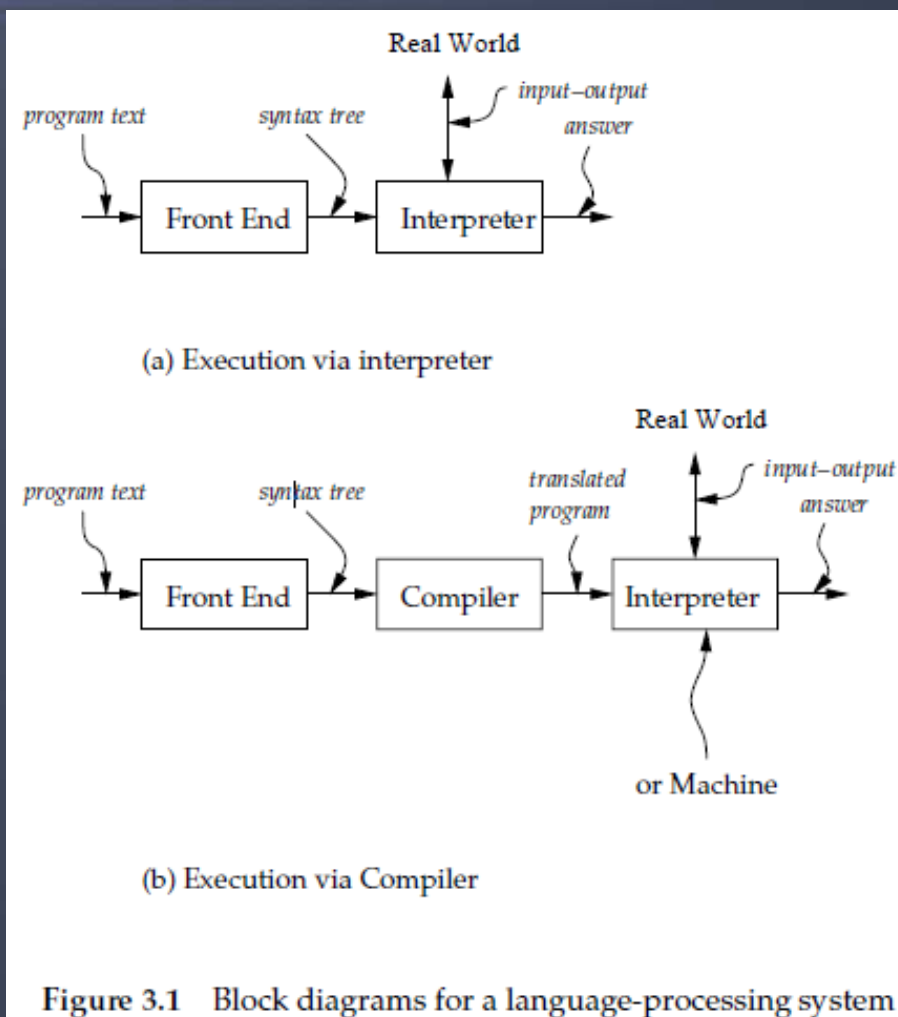 Real World
input–output
program text
syntax tree
answer
Front End
Interpreter
(a) Execution via interpreter
Real World
program text
syntax tree
translated
program
input–output
answer
Front End
Compiler
Interpreter
or Machine
(b) Execution via Compiler
Figure 3.1 Block diagrams for a language-processing system